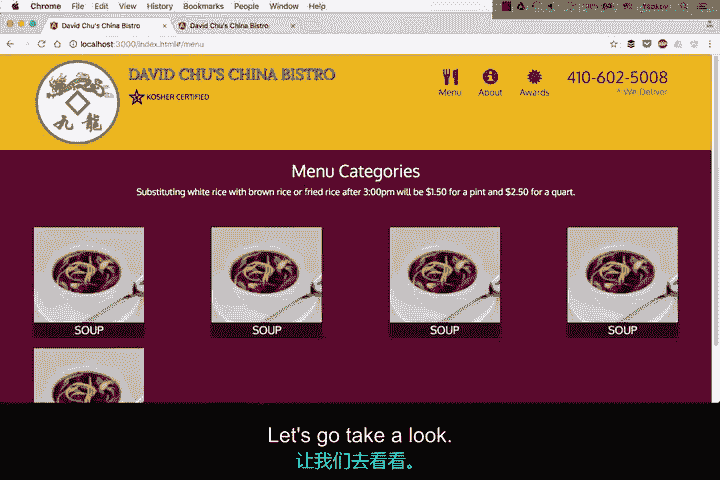 Chrome File Edit View History Bookmarks People Window Help
David Chu's China Bistro
David Chu's China Bistro
localhost:3000/index.html#/menu
DAVID CHU'S CHINA BISTRO
KOSHER CERTIFIED
九龍
Menu About Awards
410-602-5008
* We Deliver
Menu Categories
Substituting white rice with brown rice or fried rice after 3:00pm will be $1.50 for a pint and $2.50 for a quart.
SOUP SOUP SOUP SOUP
Let's go take a look.
让我们去看看。